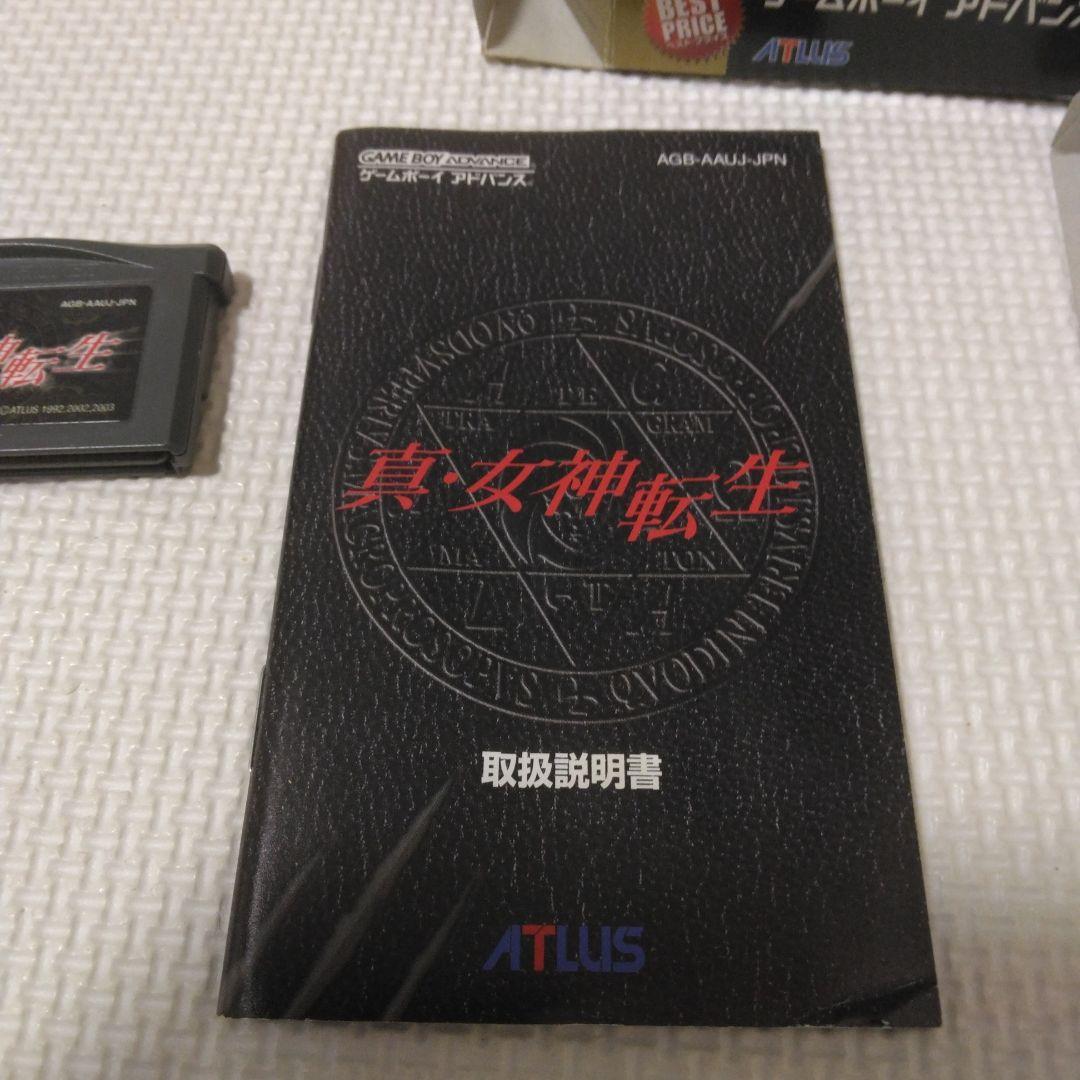 BEST
PRICE
ゲームボーイ アドバンス
ATLUS
GAME BOY ADVANCE
ゲームボーイ アドバンス
AGB-AAUJ-JPN
AGB-AAUJ-JPN
神転生
©ATLUS 1992,2002,2003
TE
TRA
GRAM
真・女神転生
MA
TON
取扱説明書
ATLUS